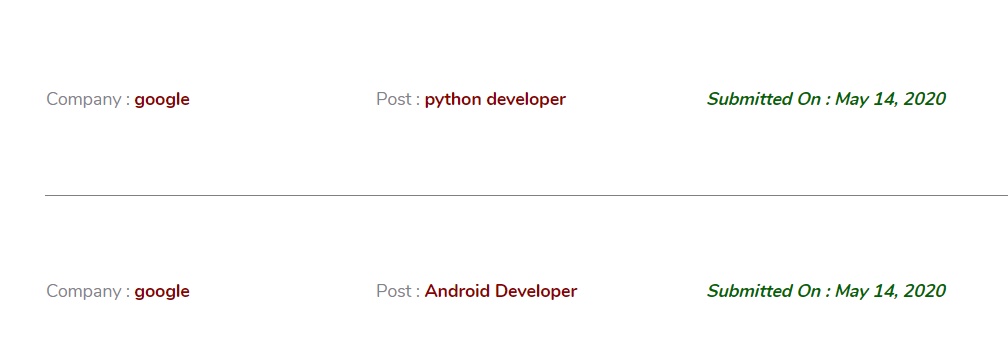 Company : google Post : python developer Submitted On : May 14, 2020
Company : google Post : Android Developer Submitted On : May 14, 2020